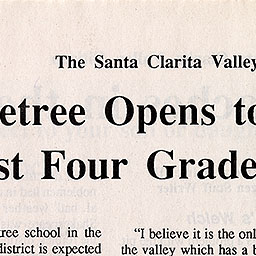 The Santa Clarita Valley
etree Opens to
st Four Grade
tree school in the
district is expected
"I believe it is the onl
the valley which has a b